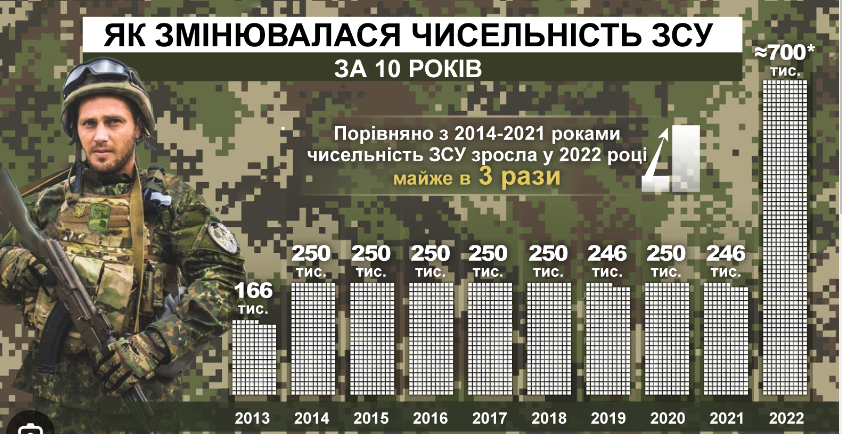 ЯК ЗМІНЮВАЛАСЯ ЧИСЕЛЬНІСТЬ ЗСУ
ЗА 10 РОКІВ
≈700*
тис.
Порівняно з 2014-2021 роками
чисельність ЗСУ зросла у 2022 році
майже в 3 рази
166
тис.
250
тис.
250
тис.
250
тис.
250
тис.
250
тис.
246
тис.
250
тис.
246
тис.
2013 2014 2015 2016 2017 2018 2019 2020 2021 2022